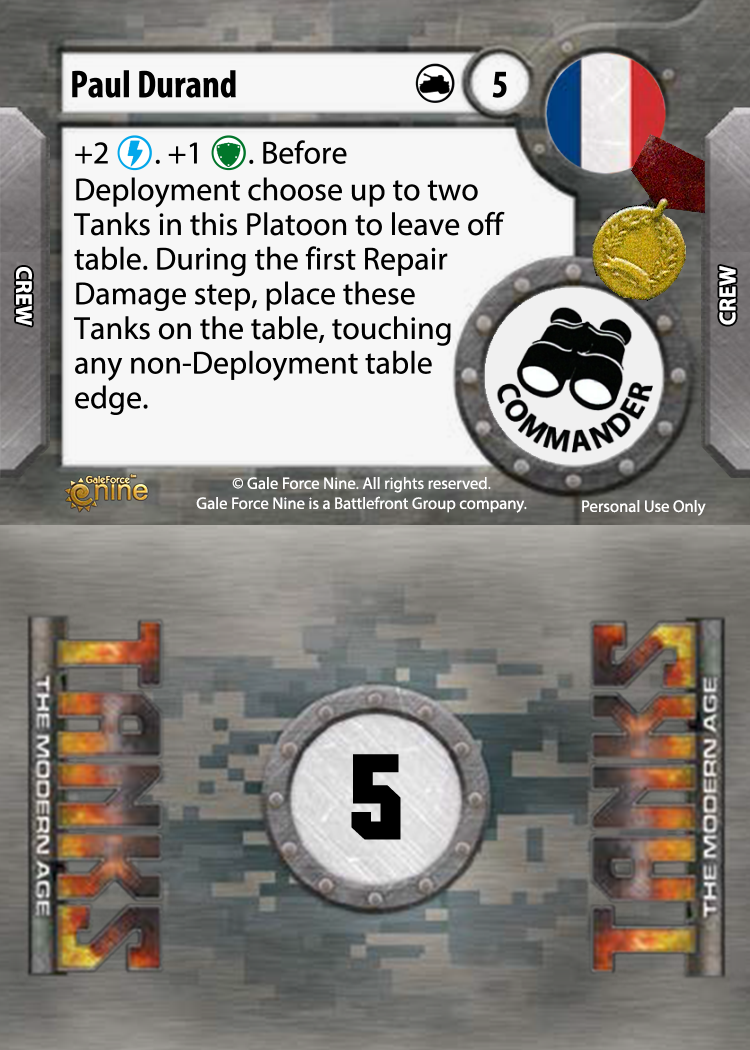 Paul Durand
5
+2 . +1 . Before
Deployment choose up to two
Tanks in this Platoon to leave off
table. During the first Repair
Damage step, place these
Tanks on the table, touching
any non-Deployment table
edge.
CREW
CREW
COMMANDER
GaleForce™
nine
© Gale Force Nine. All rights reserved.
Gale Force Nine is a Battlefront Group company.
Personal Use Only
TANKS
THE MODERN AGE
5
TANKS
THE MODERN AGE